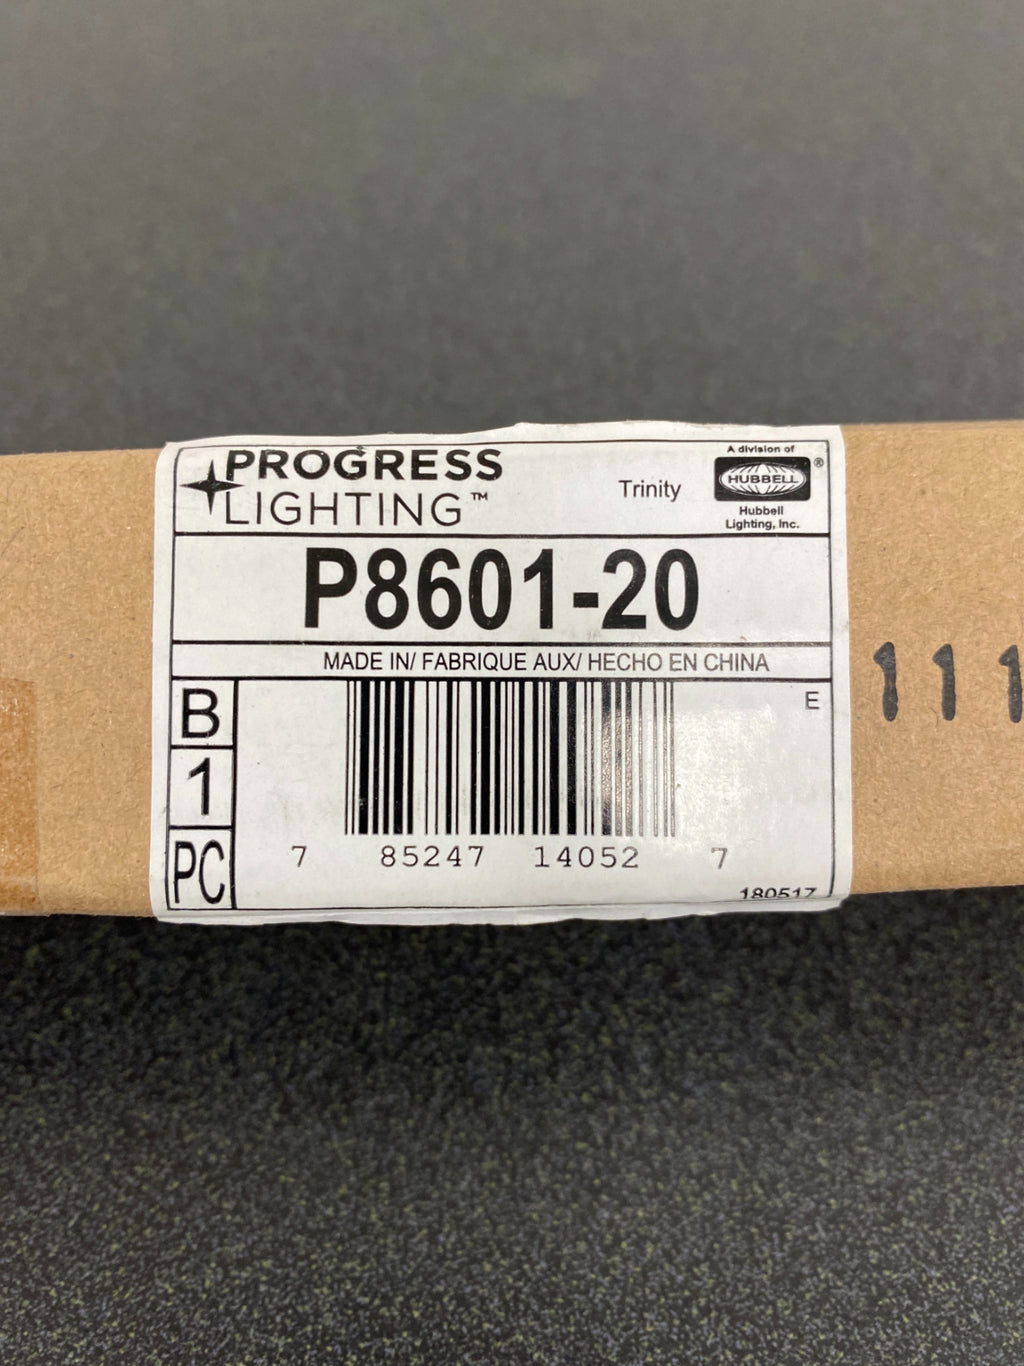 PROGRESS
LIGHTING™
Trinity
A division of
HUBBELL®
Hubbell
Lighting, Inc.
P8601-20
MADE IN/ FABRIQUE AUX/ HECHO EN CHINA
B
1
PC
E
7 85247 14052 7
180517
111